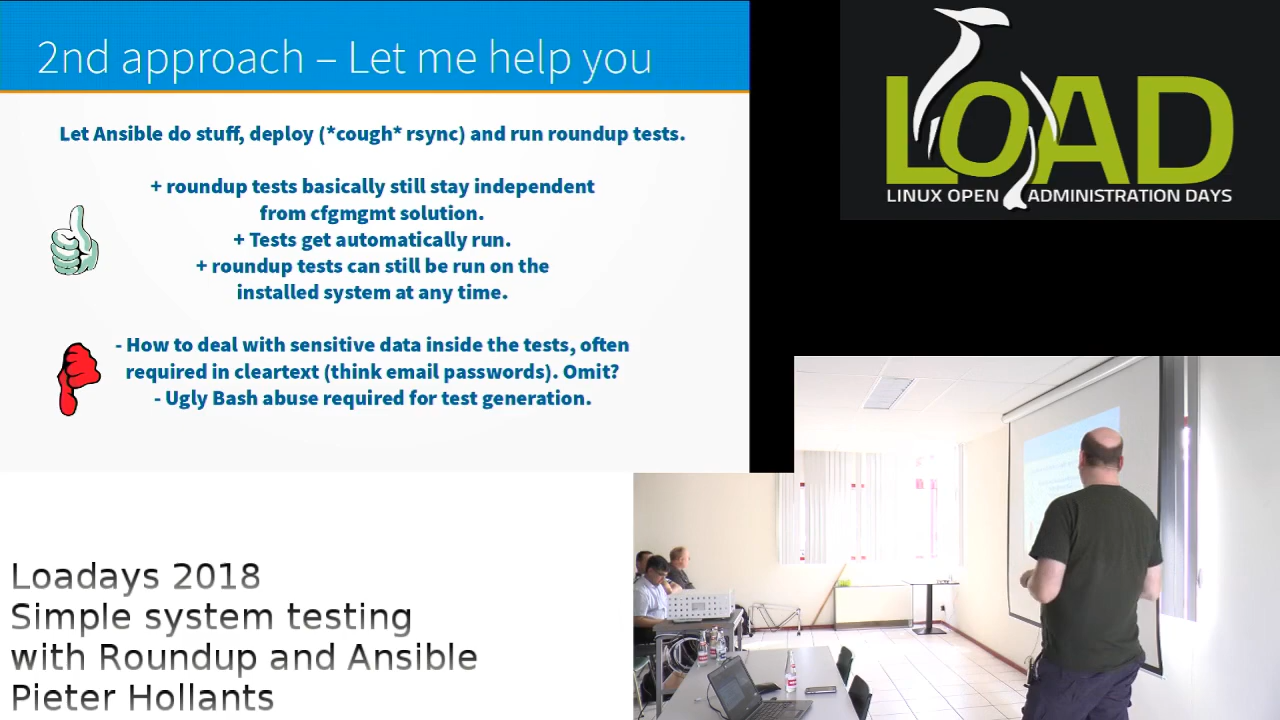 2nd approach – Let me help you
Let Ansible do stuff, deploy (*cough* rsync) and run roundup tests.
+ roundup tests basically still stay independent
from cfgmgmt solution.
+ Tests get automatically run.
+ roundup tests can still be run on the
installed system at any time.
- How to deal with sensitive data inside the tests, often
required in cleartext (think email passwords). Omit?
- Ugly Bash abuse required for test generation.
LOAD
LINUX OPEN ADMINISTRATION DAYS
Loadays 2018
Simple system testing
with Roundup and Ansible
Pieter Hollants